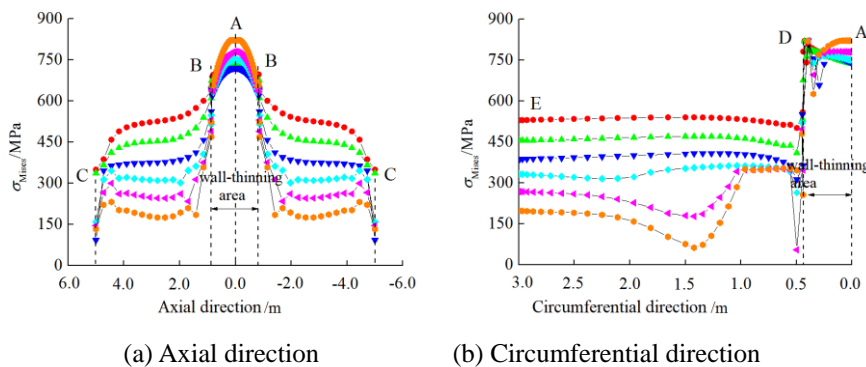 900
750
600
450
300
150
0
σMises/MPa
A
B
B
C
C
wall-thinning
area
6.0
4.0
2.0
0.0
-2.0
-4.0
-6.0
Axial direction /m
(a) Axial direction
900
750
600
450
300
150
0
σMises/MPa
D
A
E
wall-thinning
area
3.0
2.5
2.0
1.5
1.0
0.5
0.0
Circumferential direction /m
(b) Circumferential direction